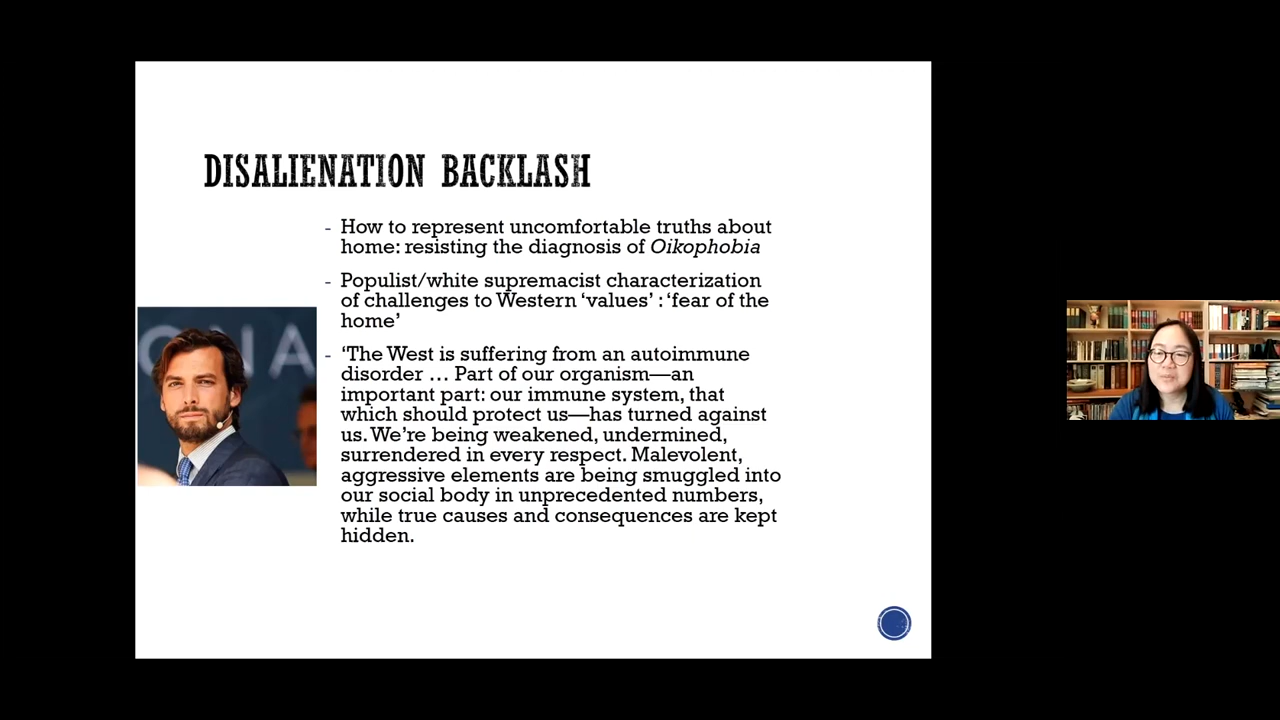 DISALIENATION BACKLASH
- How to represent uncomfortable truths about
home: resisting the diagnosis of Oikophobia
- Populist/white supremacist characterization
of challenges to Western ‘values’ : ‘fear of the
home’
- ‘The West is suffering from an autoimmune
disorder … Part of our organism—an
important part: our immune system, that
which should protect us—has turned against
us. We’re being weakened, undermined,
surrendered in every respect. Malevolent,
aggressive elements are being smuggled into
our social body in unprecedented numbers,
while true causes and consequences are kept
hidden.
ONA